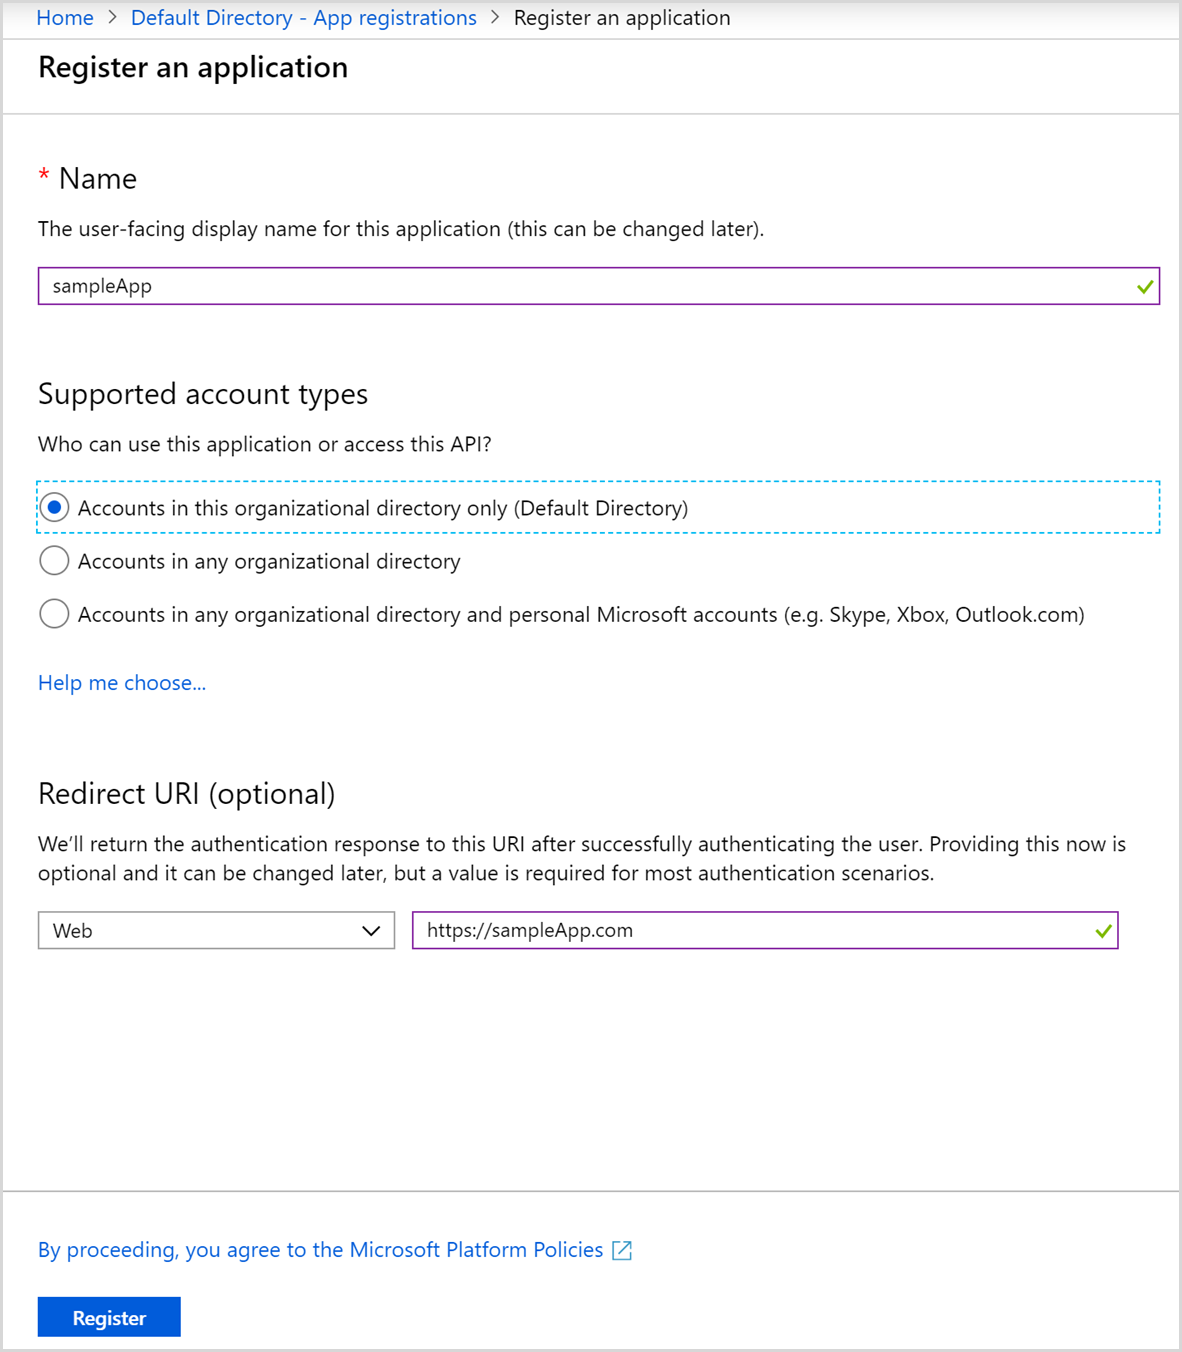 Home > Default Directory - App registrations > Register an application
Register an application
* Name
The user-facing display name for this application (this can be changed later).
sampleApp
Supported account types
Who can use this application or access this API?
Accounts in this organizational directory only (Default Directory)
Accounts in any organizational directory
Accounts in any organizational directory and personal Microsoft accounts (e.g. Skype, Xbox, Outlook.com)
Help me choose...
Redirect URI (optional)
We’ll return the authentication response to this URI after successfully authenticating the user. Providing this now is
optional and it can be changed later, but a value is required for most authentication scenarios.
Web https://sampleApp.com
By proceeding, you agree to the Microsoft Platform Policies
Register